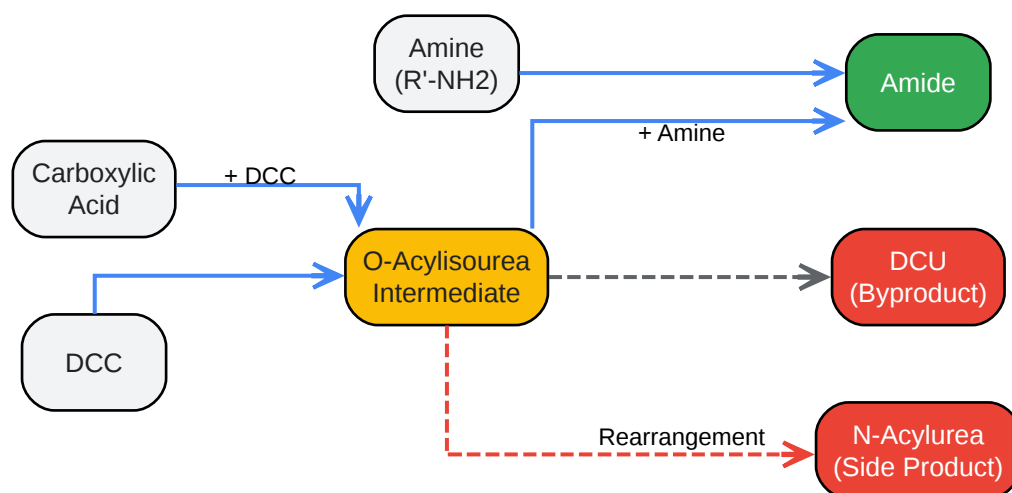 Amine
(R'-NH2)
Amide
+ Amine
Carboxylic
Acid
+ DCC
O-Acylisourea
Intermediate
DCU
(Byproduct)
DCC
Rearrangement
N-Acylurea
(Side Product)